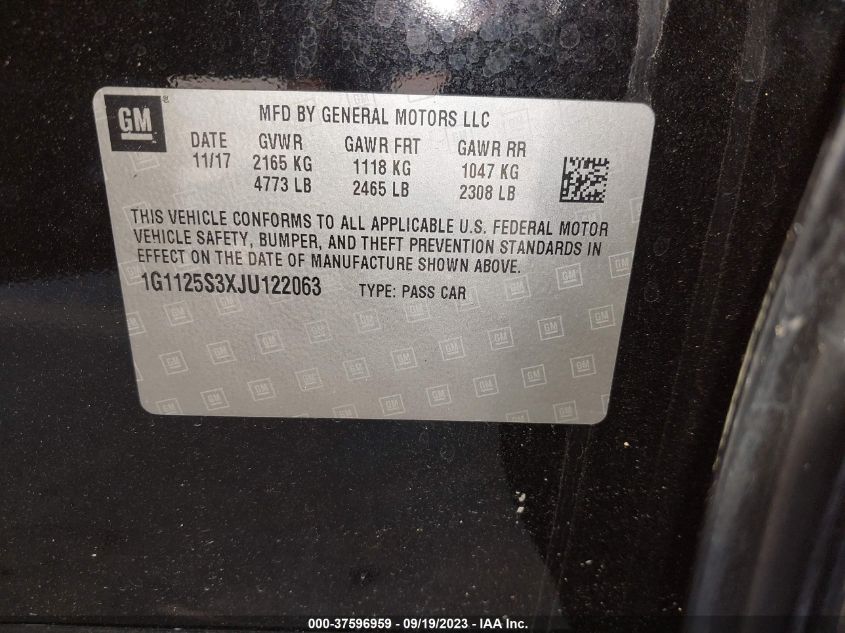 GM
MFD BY GENERAL MOTORS LLC
DATE GVWR GAWR FRT GAWR RR
11/17 2165 KG 1118 KG 1047 KG
4773 LB 2465 LB 2308 LB
THIS VEHICLE CONFORMS TO ALL APPLICABLE U.S. FEDERAL MOTOR
VEHICLE SAFETY, BUMPER, AND THEFT PREVENTION STANDARDS IN
EFFECT ON THE DATE OF MANUFACTURE SHOWN ABOVE.
1G1125S3XJU122063 TYPE: PASS CAR
000-37596959 - 09/19/2023 - IAA Inc.